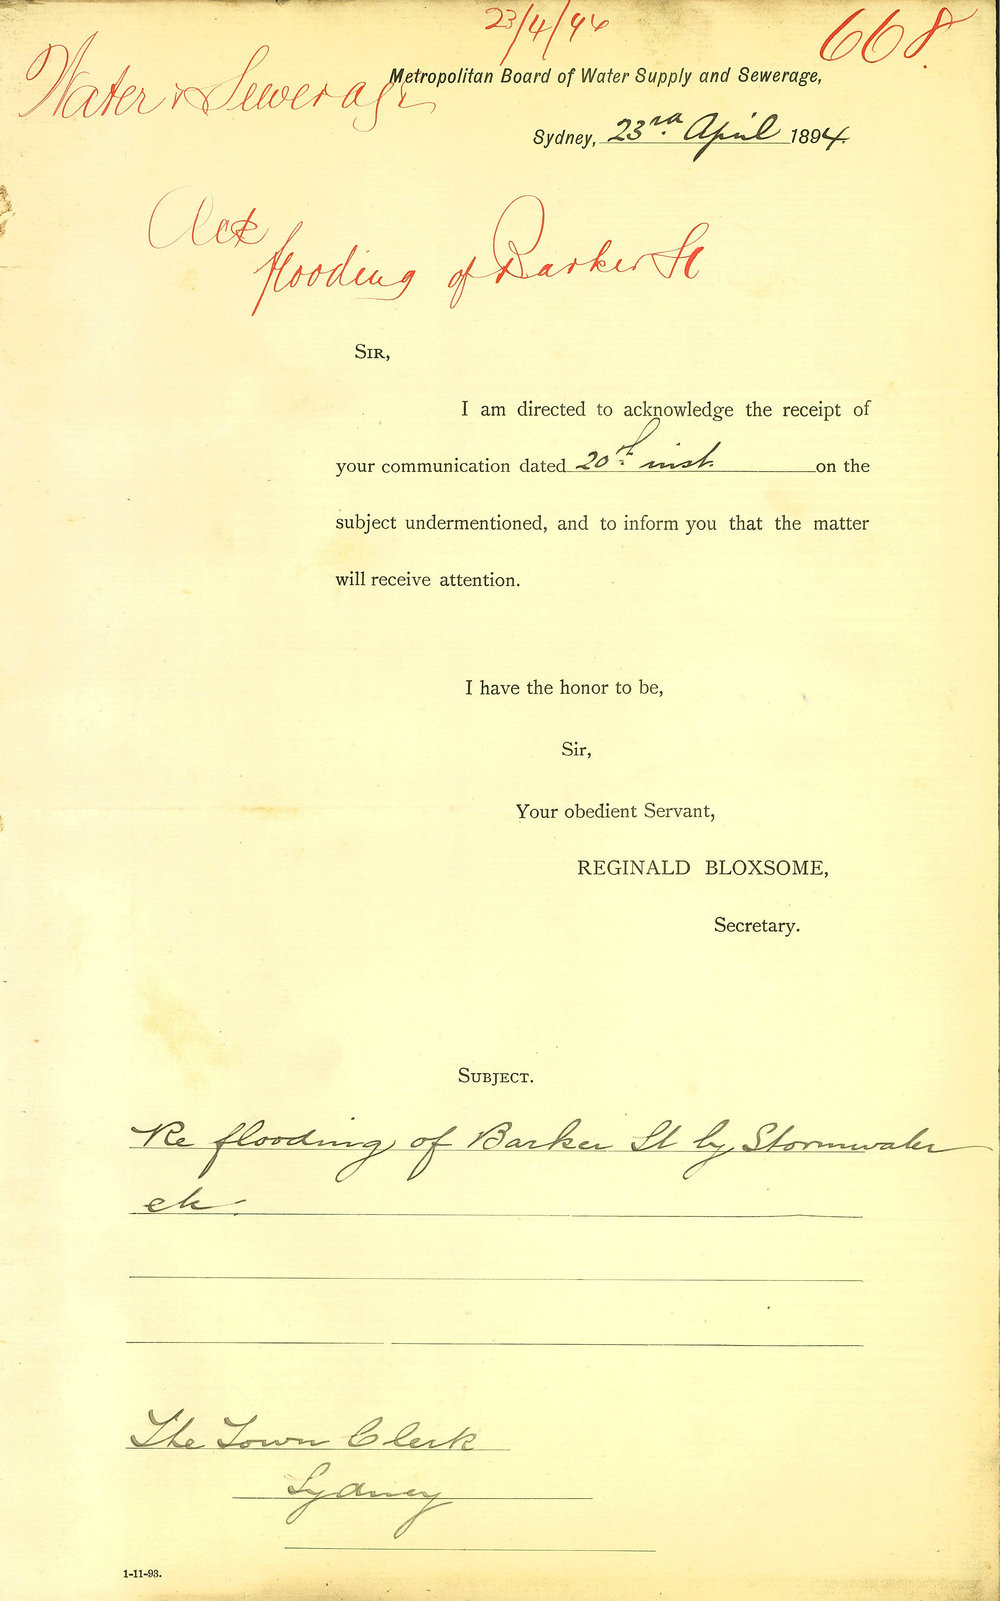 23/4/94
668.
Water & Sewerage
Metropolitan Board of Water Supply and Sewerage,
Sydney, 23rd. April 1894.
Ack
flooding of Barker St
SIR,
I am directed to acknowledge the receipt of
your communication dated 20th inst. on the
subject undermentioned, and to inform you that the matter
will receive attention.
I have the honor to be,
Sir,
Your obedient Servant,
REGINALD BLOXSOME,
Secretary.
SUBJECT.
Re flooding of Barker St by Stormwater
etc.
The Town Clerk
Sydney
1-11-93.